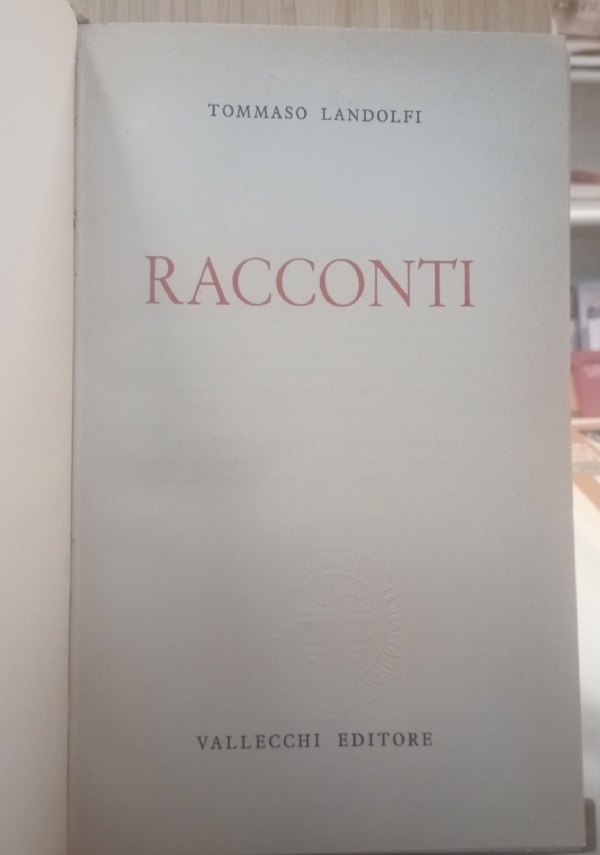 TOMMASO LANDOLFI
RACCONTI
VALLECCHI EDITORE